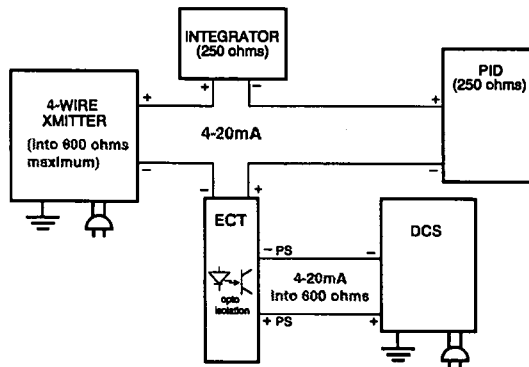 INTEGRATOR
(250 ohms)
+ −
4-WIRE
XMITTER
(into 600 ohms
maximum)
+
−
4-20mA
PID
(250 ohms)
+
−
− +
ECT
opto
isolation
− PS
+ PS
4-20mA
into 600 ohms
DCS
−
+